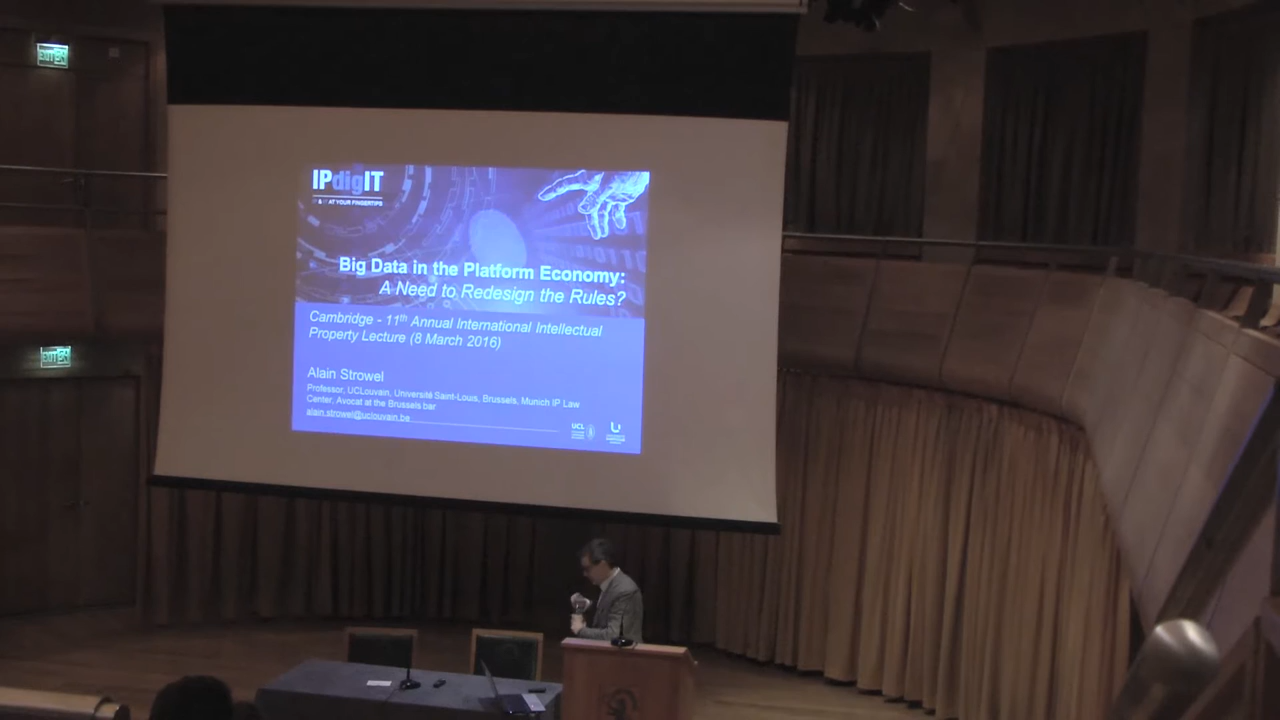 EXIT
IPdigIT
IP & IT AT YOUR FINGERTIPS
Big Data in the Platform Economy:
A Need to Redesign the Rules?
Cambridge - 11th Annual International Intellectual
Property Lecture (8 March 2016)
Alain Strowel
Professor, UCLouvain, Université Saint-Louis, Brussels, Munich IP Law
Center, Avocat at the Brussels bar
alain.strowel@uclouvain.be
UCL
EXIT